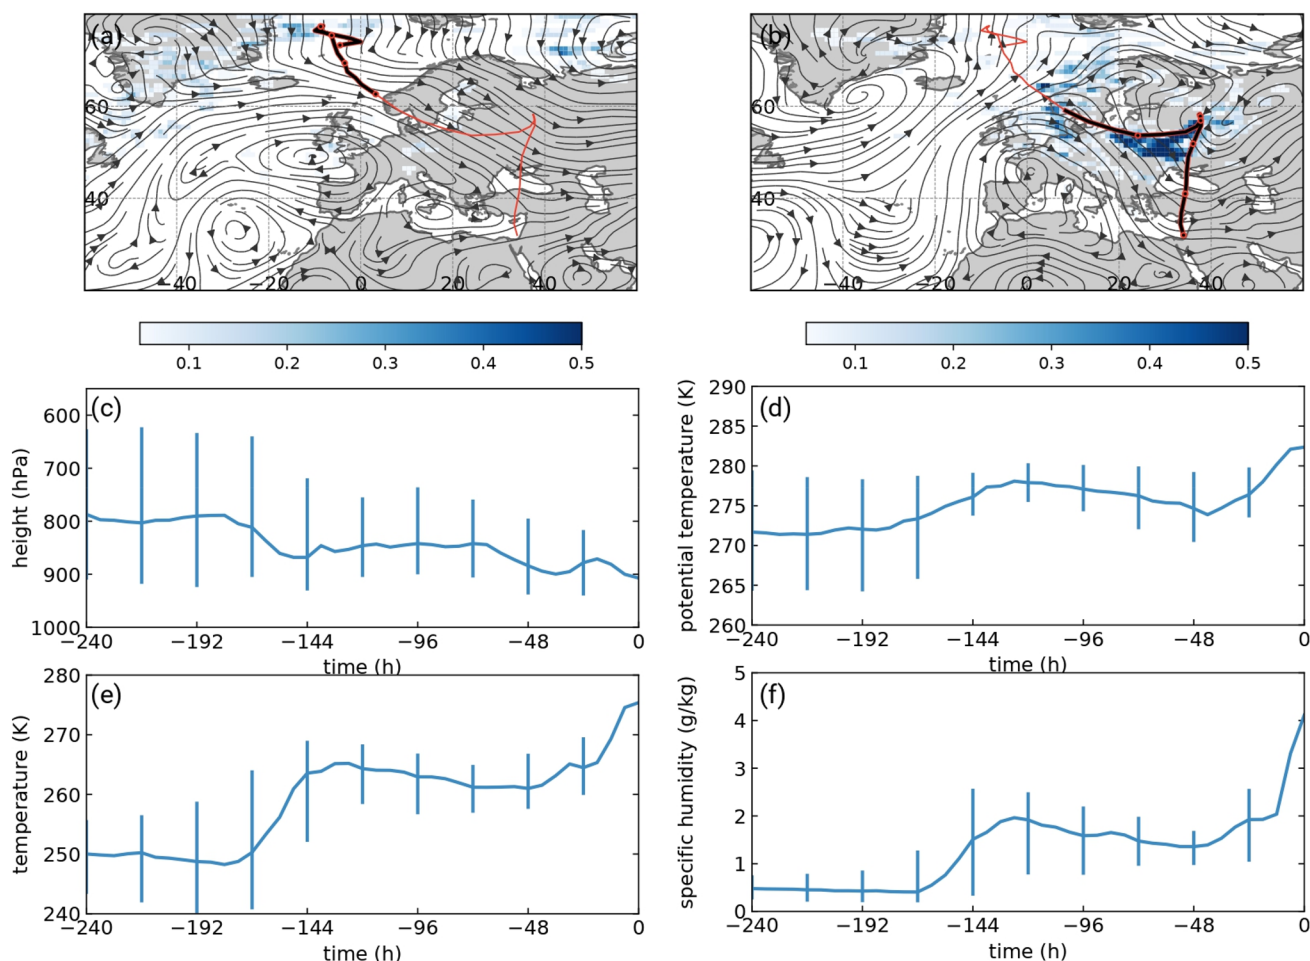 (a)
60
40
−40 −20 0 20 40
(b)
60
40
−40 −20 0 20 40
0.1 0.2 0.3 0.4 0.5
0.1 0.2 0.3 0.4 0.5
(c)
height (hPa)
600
700
800
900
1000
−240 −192 −144 −96 −48 0
time (h)
(d)
potential temperature (K)
290
285
280
275
270
265
260
−240 −192 −144 −96 −48 0
time (h)
(e)
temperature (K)
280
270
260
250
240
−240 −192 −144 −96 −48 0
time (h)
(f)
specific humidity (g/kg)
5
4
3
2
1
0
−240 −192 −144 −96 −48 0
time (h)